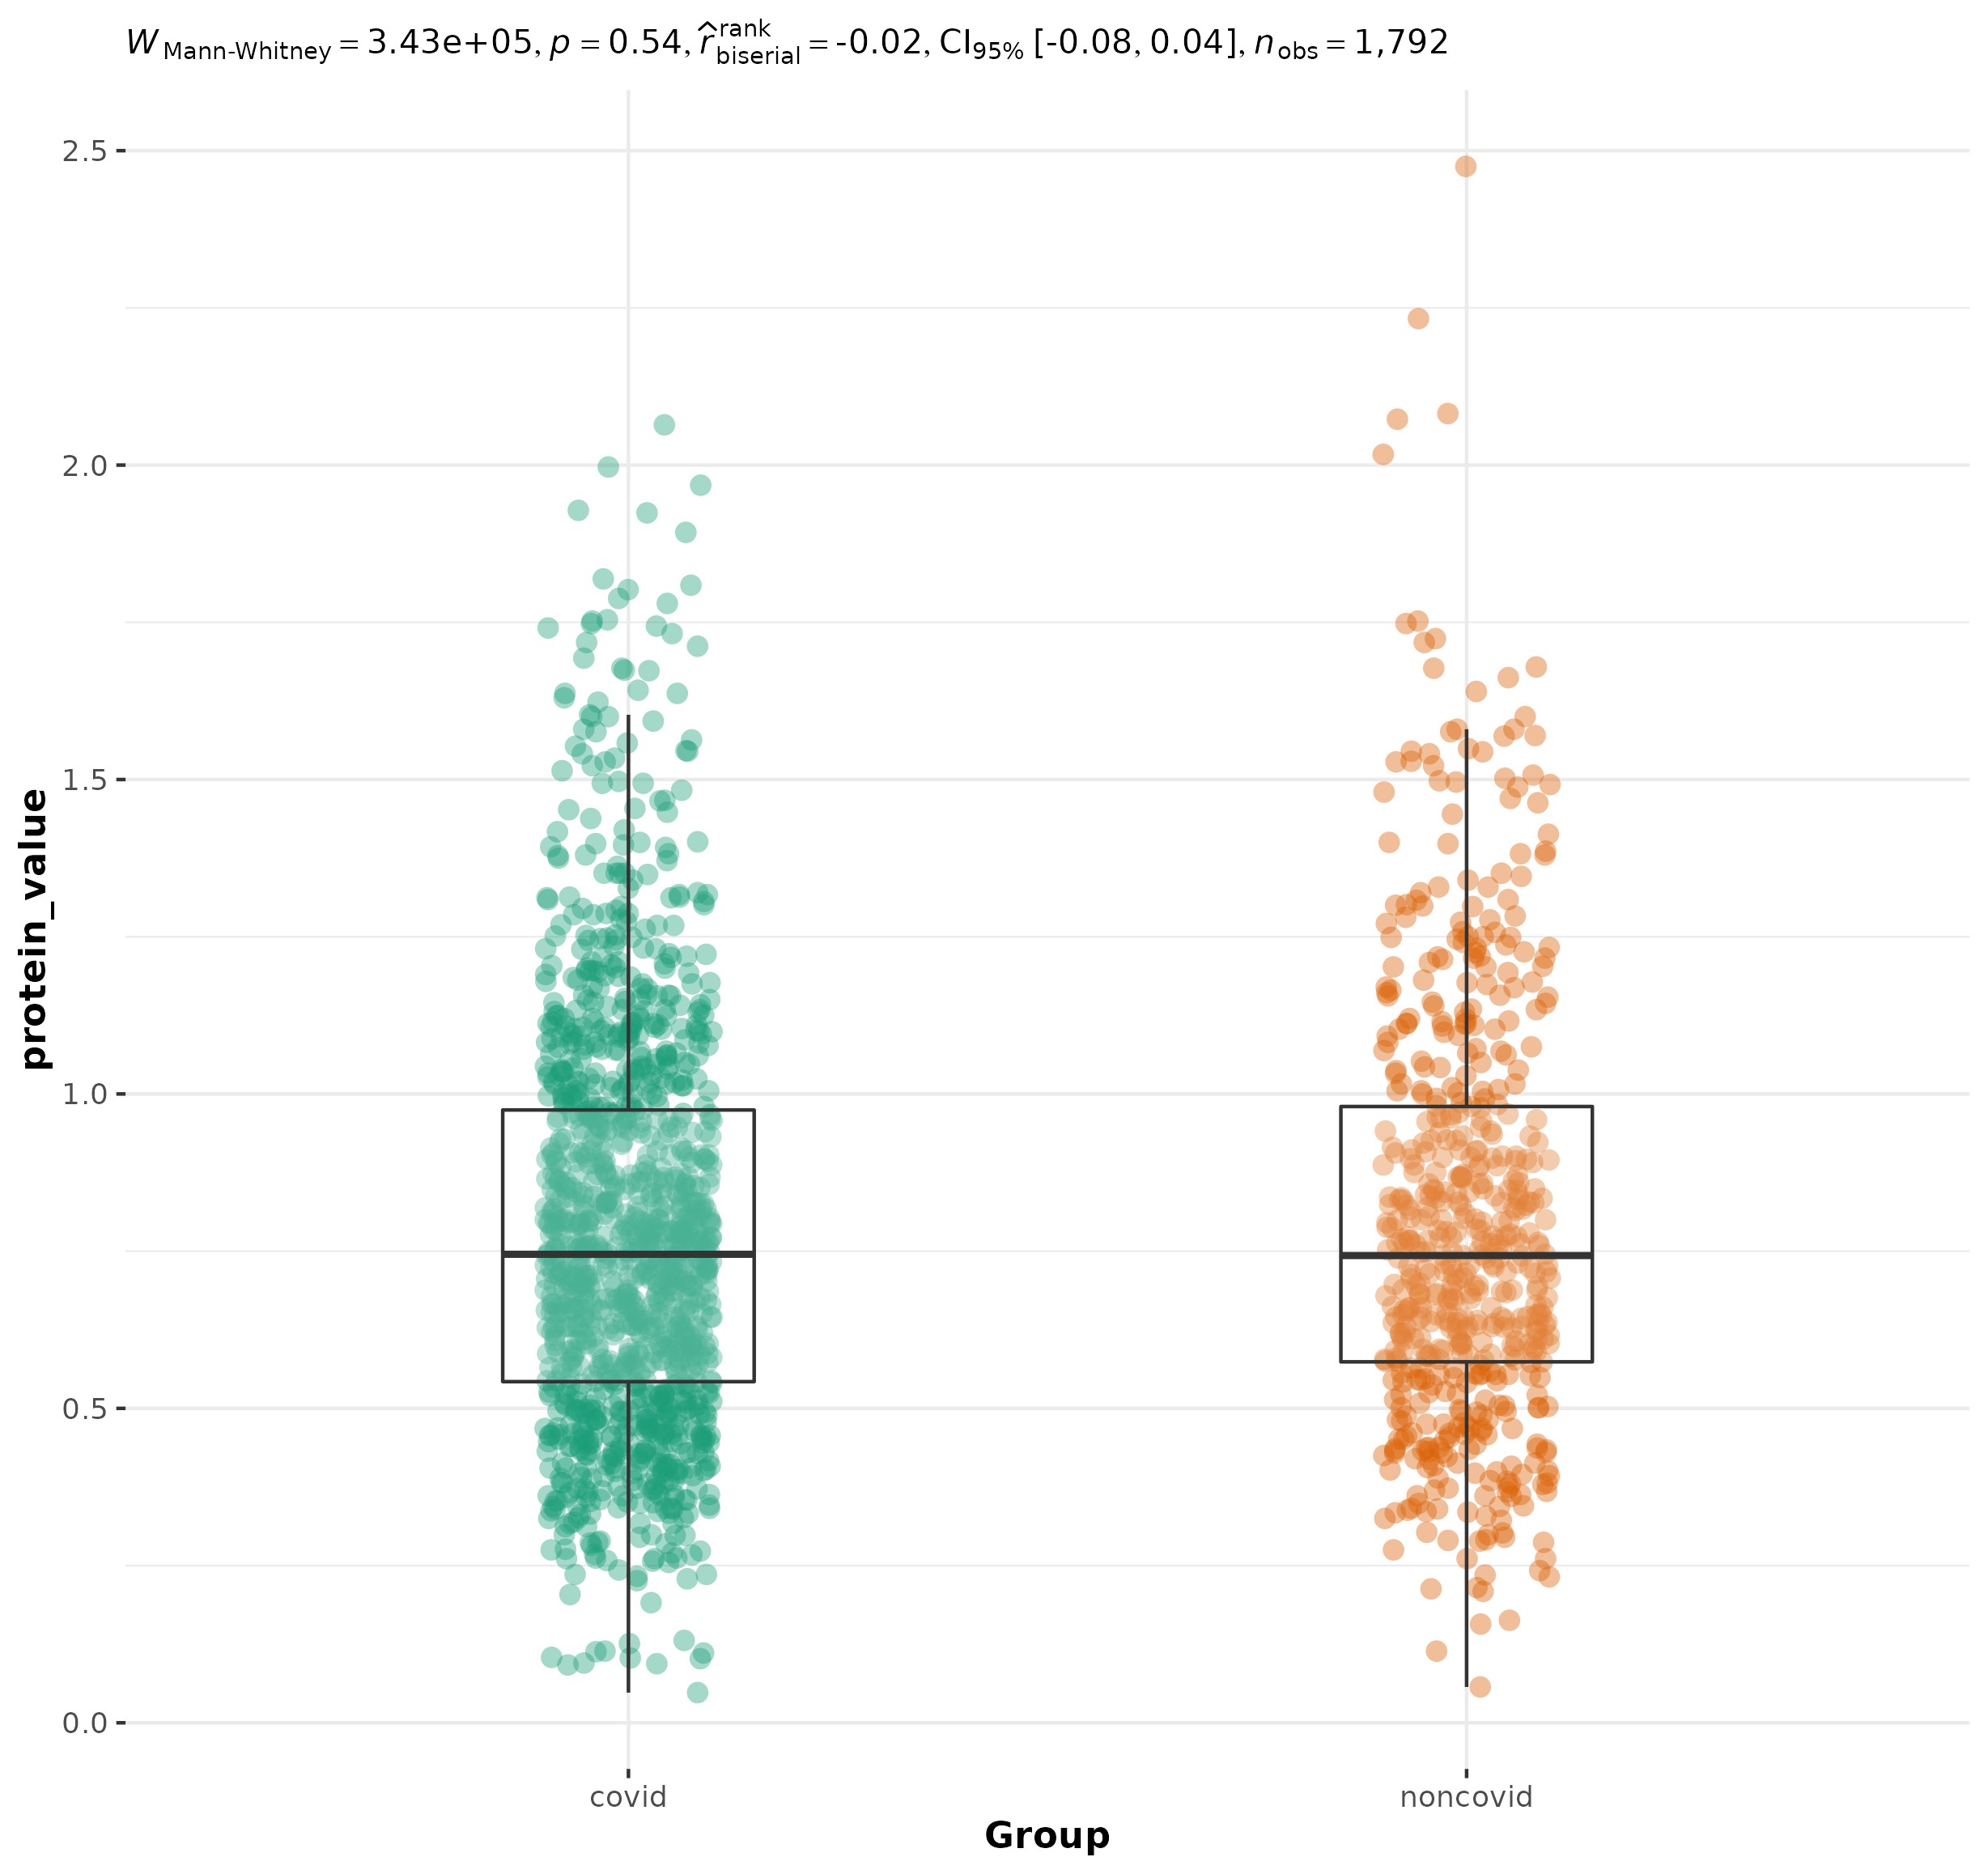 W Mann-Whitney = 3.43e+05, p = 0.54, r̂ rank biserial = -0.02, CI95% [-0.08, 0.04], nobs = 1,792
2.5
2.0
1.5
1.0
0.5
0.0
protein_value
covid noncovid
Group